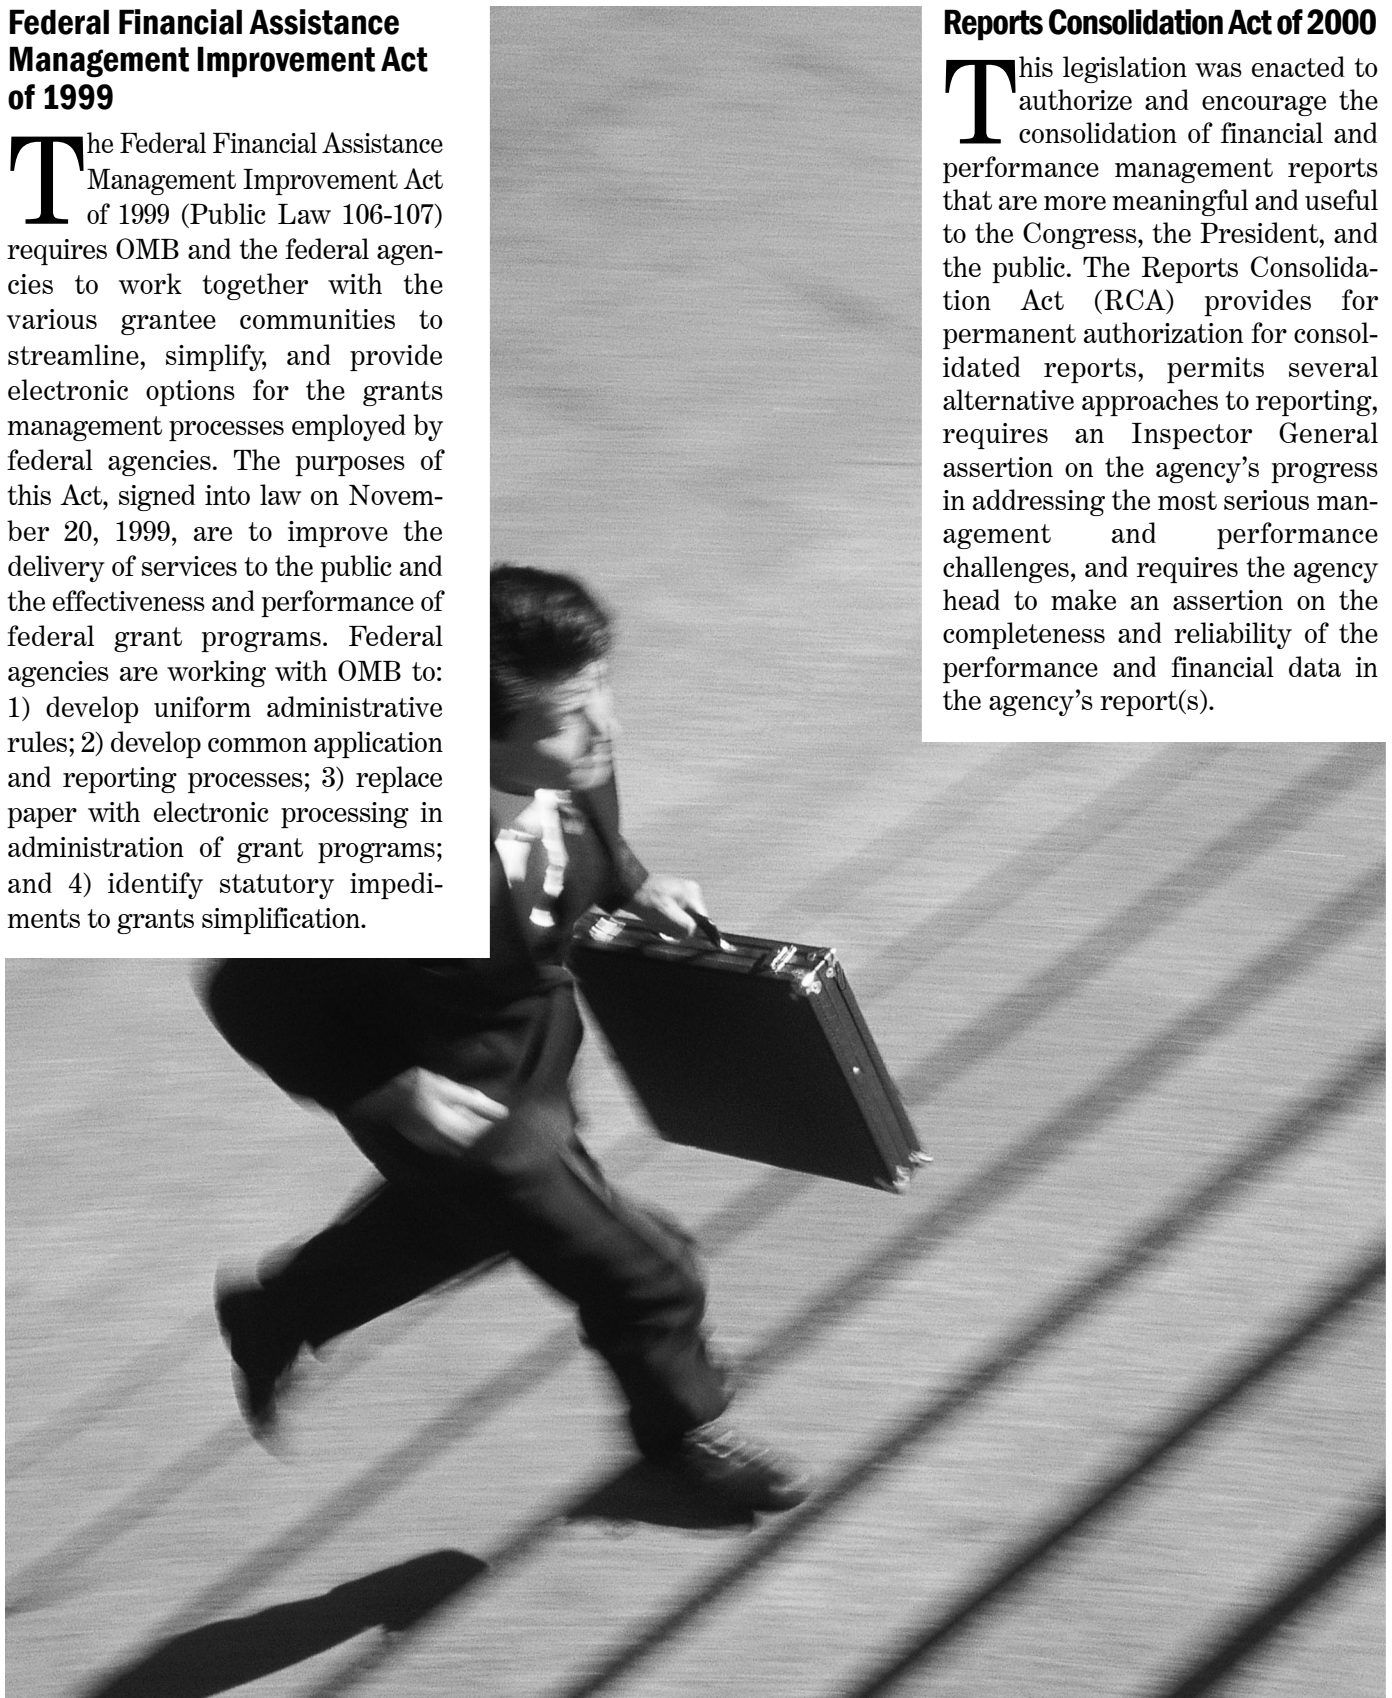 Federal Financial Assistance
Management Improvement Act
of 1999
The Federal Financial Assistance
Management Improvement Act
of 1999 (Public Law 106-107)
requires OMB and the federal agen-
cies to work together with the
various grantee communities to
streamline, simplify, and provide
electronic options for the grants
management processes employed by
federal agencies. The purposes of
this Act, signed into law on Novem-
ber 20, 1999, are to improve the
delivery of services to the public and
the effectiveness and performance of
federal grant programs. Federal
agencies are working with OMB to:
1) develop uniform administrative
rules; 2) develop common application
and reporting processes; 3) replace
paper with electronic processing in
administration of grant programs;
and 4) identify statutory impedi-
ments to grants simplification.
Reports Consolidation Act of 2000
This legislation was enacted to
authorize and encourage the
consolidation of financial and
performance management reports
that are more meaningful and useful
to the Congress, the President, and
the public. The Reports Consolida-
tion Act (RCA) provides for
permanent authorization for consol-
idated reports, permits several
alternative approaches to reporting,
requires an Inspector General
assertion on the agency’s progress
in addressing the most serious man-
agement and performance
challenges, and requires the agency
head to make an assertion on the
completeness and reliability of the
performance and financial data in
the agency’s report(s).